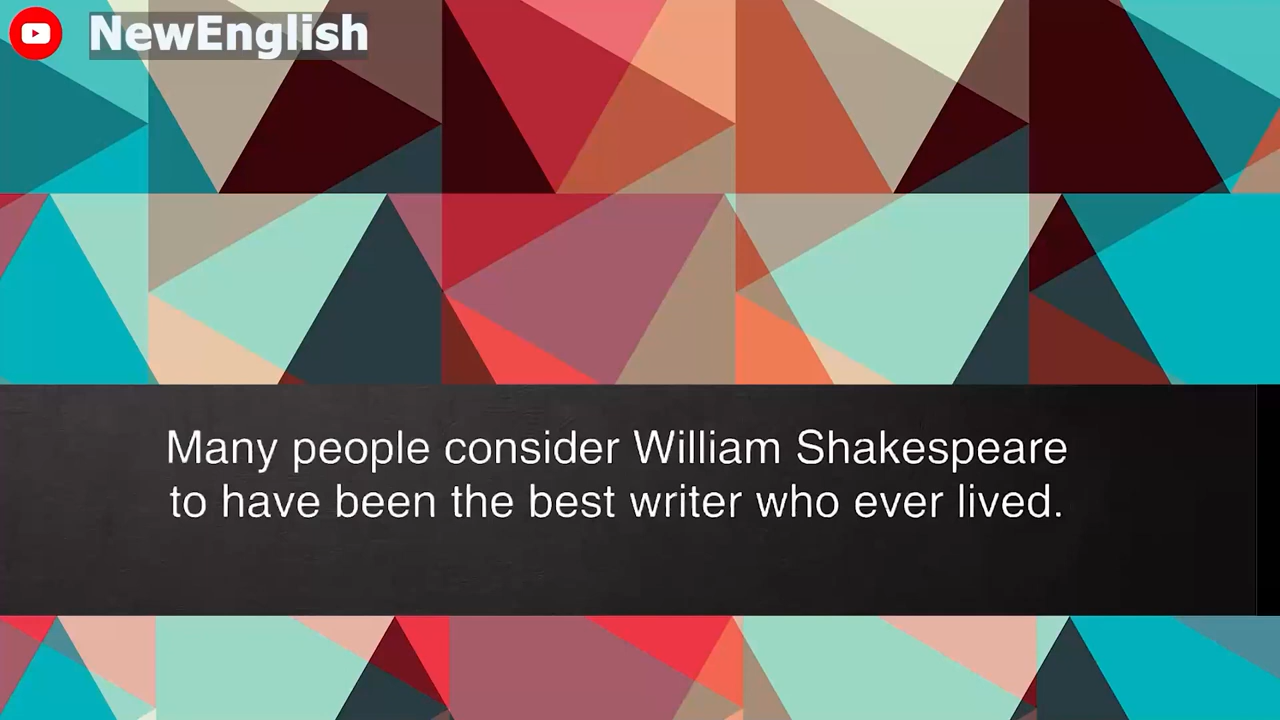 NewEnglish
Many people consider William Shakespeare
to have been the best writer who ever lived.